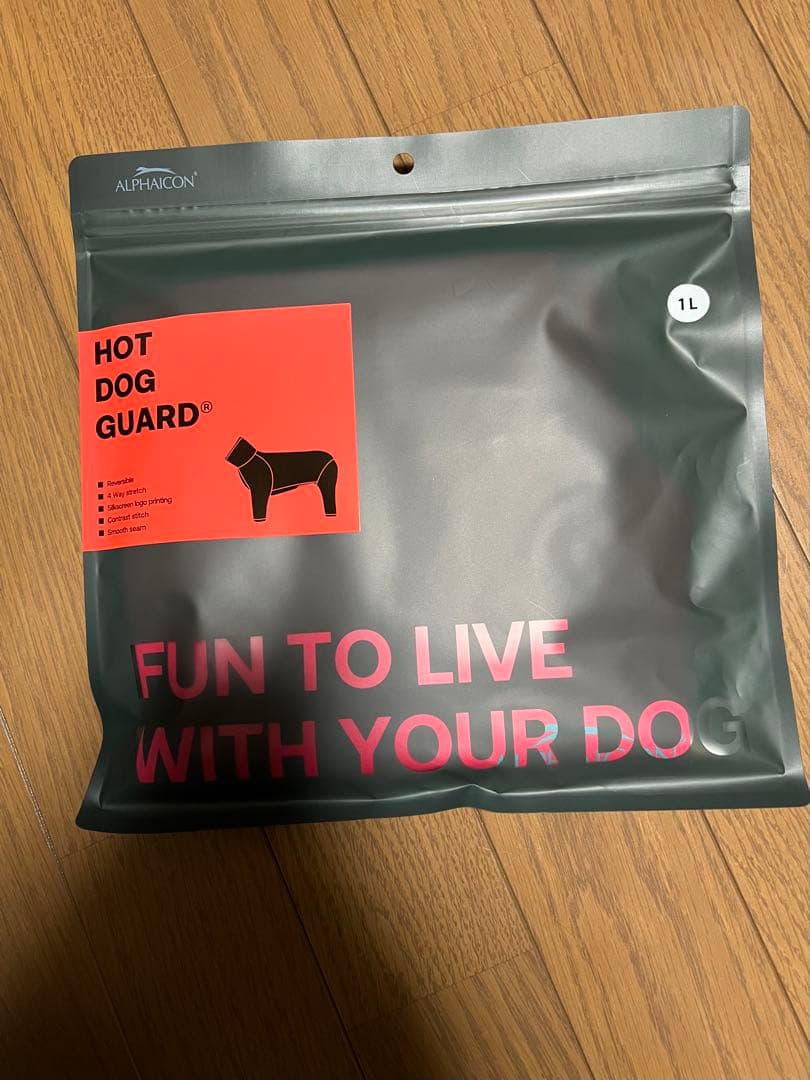 ALPHAICON®
1L
HOT
DOG
GUARD®
■ Reversible
■ 4 Way stretch
■ Silkscreen logo printing
■ Contrast stitch
■ Smooth seam
FUN TO LIVE
WITH YOUR DOG